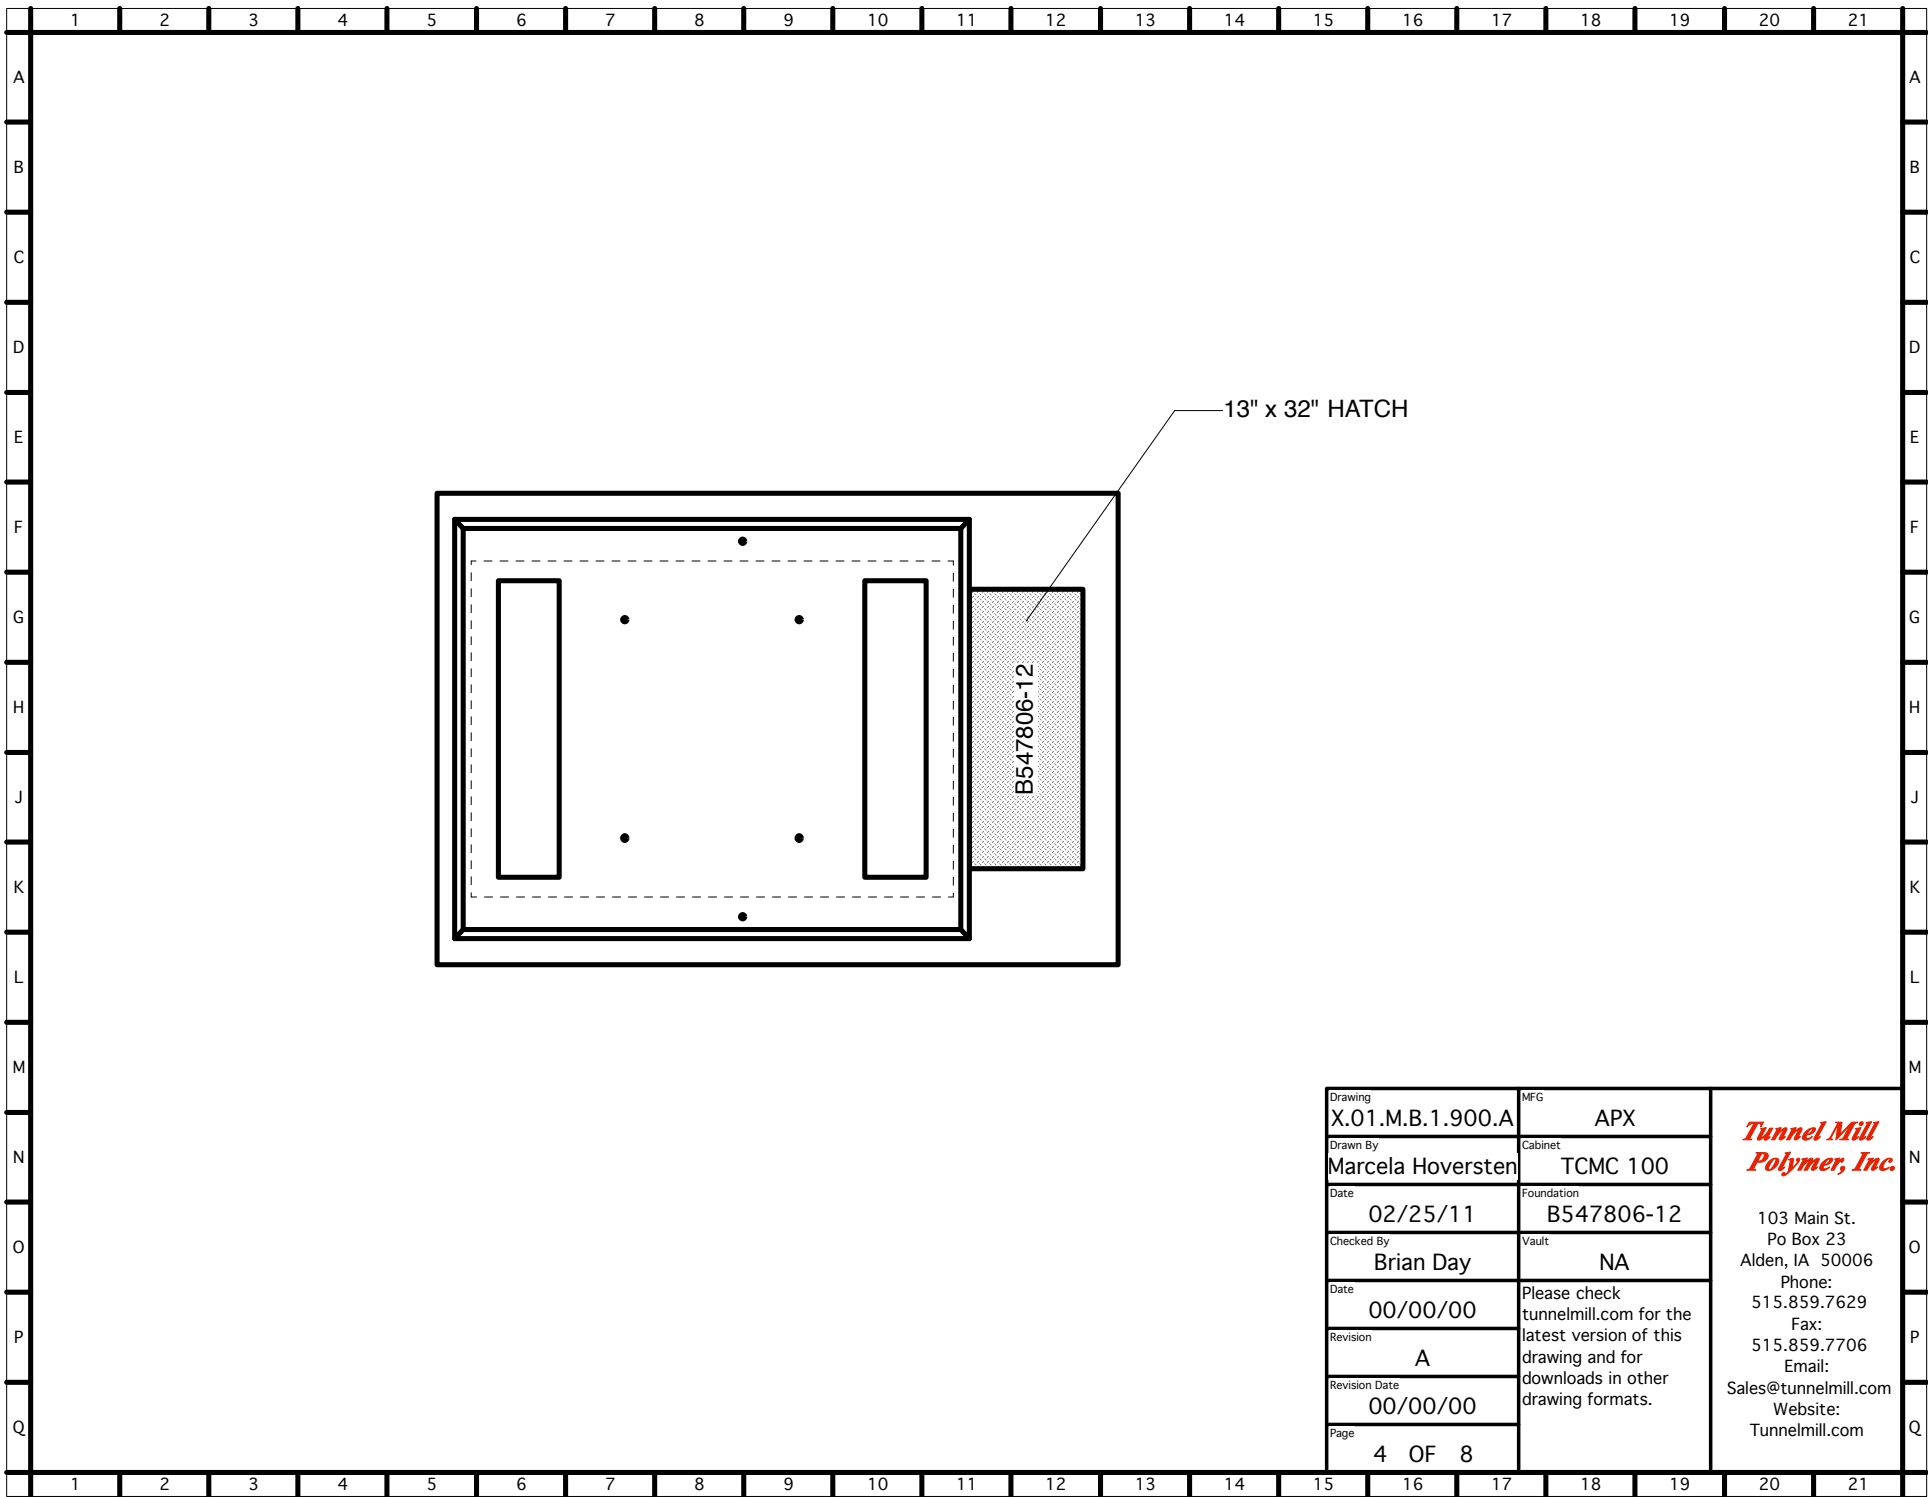 1 2 3 4 5 6 7 8 9 10 11 12 13 14 15 16 17 18 19 20 21
A A
B B
C C
D D
13" x 32" HATCH
E E
F F
G G
B547806-12
H H
J J
K K
L L
M M
N N
O O
P P
Q Q
Drawing
X.01.M.B.1.900.A
MFG
APX
Drawn By
Marcela Hoversten
Cabinet
TCMC 100
Date
02/25/11
Foundation
B547806-12
Checked By
Brian Day
Vault
NA
Date
00/00/00
Revision
A
Revision Date
00/00/00
Page
4 OF 8
Please check
tunnelmill.com for the
latest version of this
drawing and for
downloads in other
drawing formats.
Tunnel Mill
Polymer, Inc.
103 Main St.
Po Box 23
Alden, IA 50006
Phone:
515.859.7629
Fax:
515.859.7706
Email:
Sales@tunnelmill.com
Website:
Tunnelmill.com
1 2 3 4 5 6 7 8 9 10 11 12 13 14 15 16 17 18 19 20 21